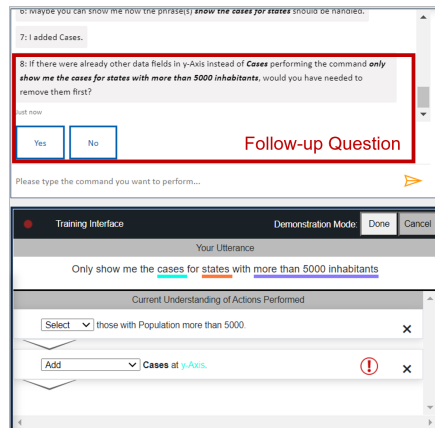 6: Maybe you can show me now the phrase(s) show the cases for states should be handled.
7: I added Cases.
8: If there were already other data fields in y-Axis instead of Cases performing the command only
show me the cases for states with more than 5000 inhabitants, would you have needed to
remove them first?
Just now
Yes No
Follow-up Question
Please type the command you want to perform...
Training Interface Demonstration Mode: Done Cancel
Your Utterance
Only show me the cases for states with more than 5000 inhabitants
Current Understanding of Actions Performed
Select those with Population more than 5000.
Add Cases at y-Axis.